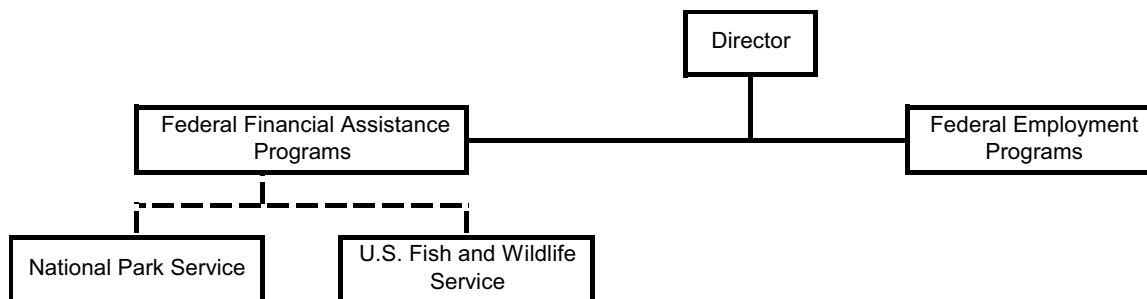 Director
Federal Financial Assistance
Programs
Federal Employment
Programs
National Park Service
U.S. Fish and Wildlife
Service